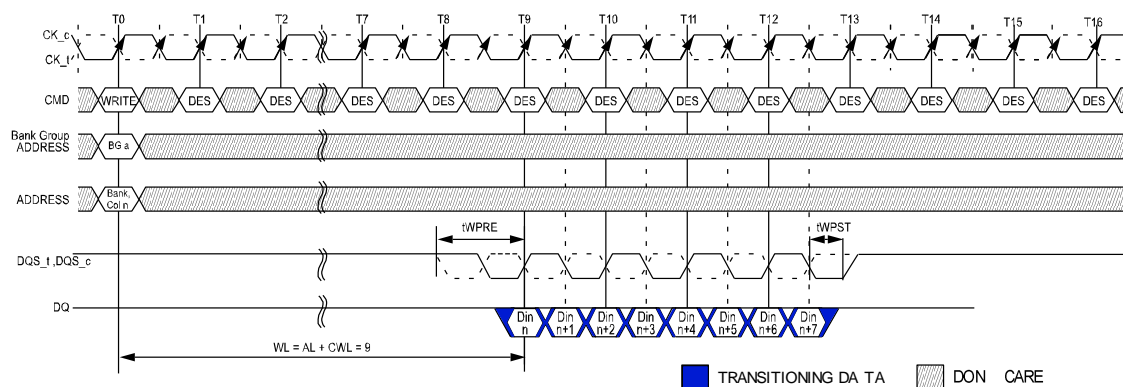 T0 T1 T2 T7 T8 T9 T10 T11 T12 T13 T14 T15 T16
CK_c
CK_t
CMD WRITE DES DES DES DES DES DES DES DES DES DES DES DES
Bank Group
ADDRESS BG a
ADDRESS Bank,
Col n
tWPRE tWPST
DQS_t ,DQS_c
DQ Din n Din n+1 Din n+2 Din n+3 Din n+4 Din n+5 Din n+6 Din n+7
WL = AL + CWL = 9
TRANSITIONING DA TA DON CARE